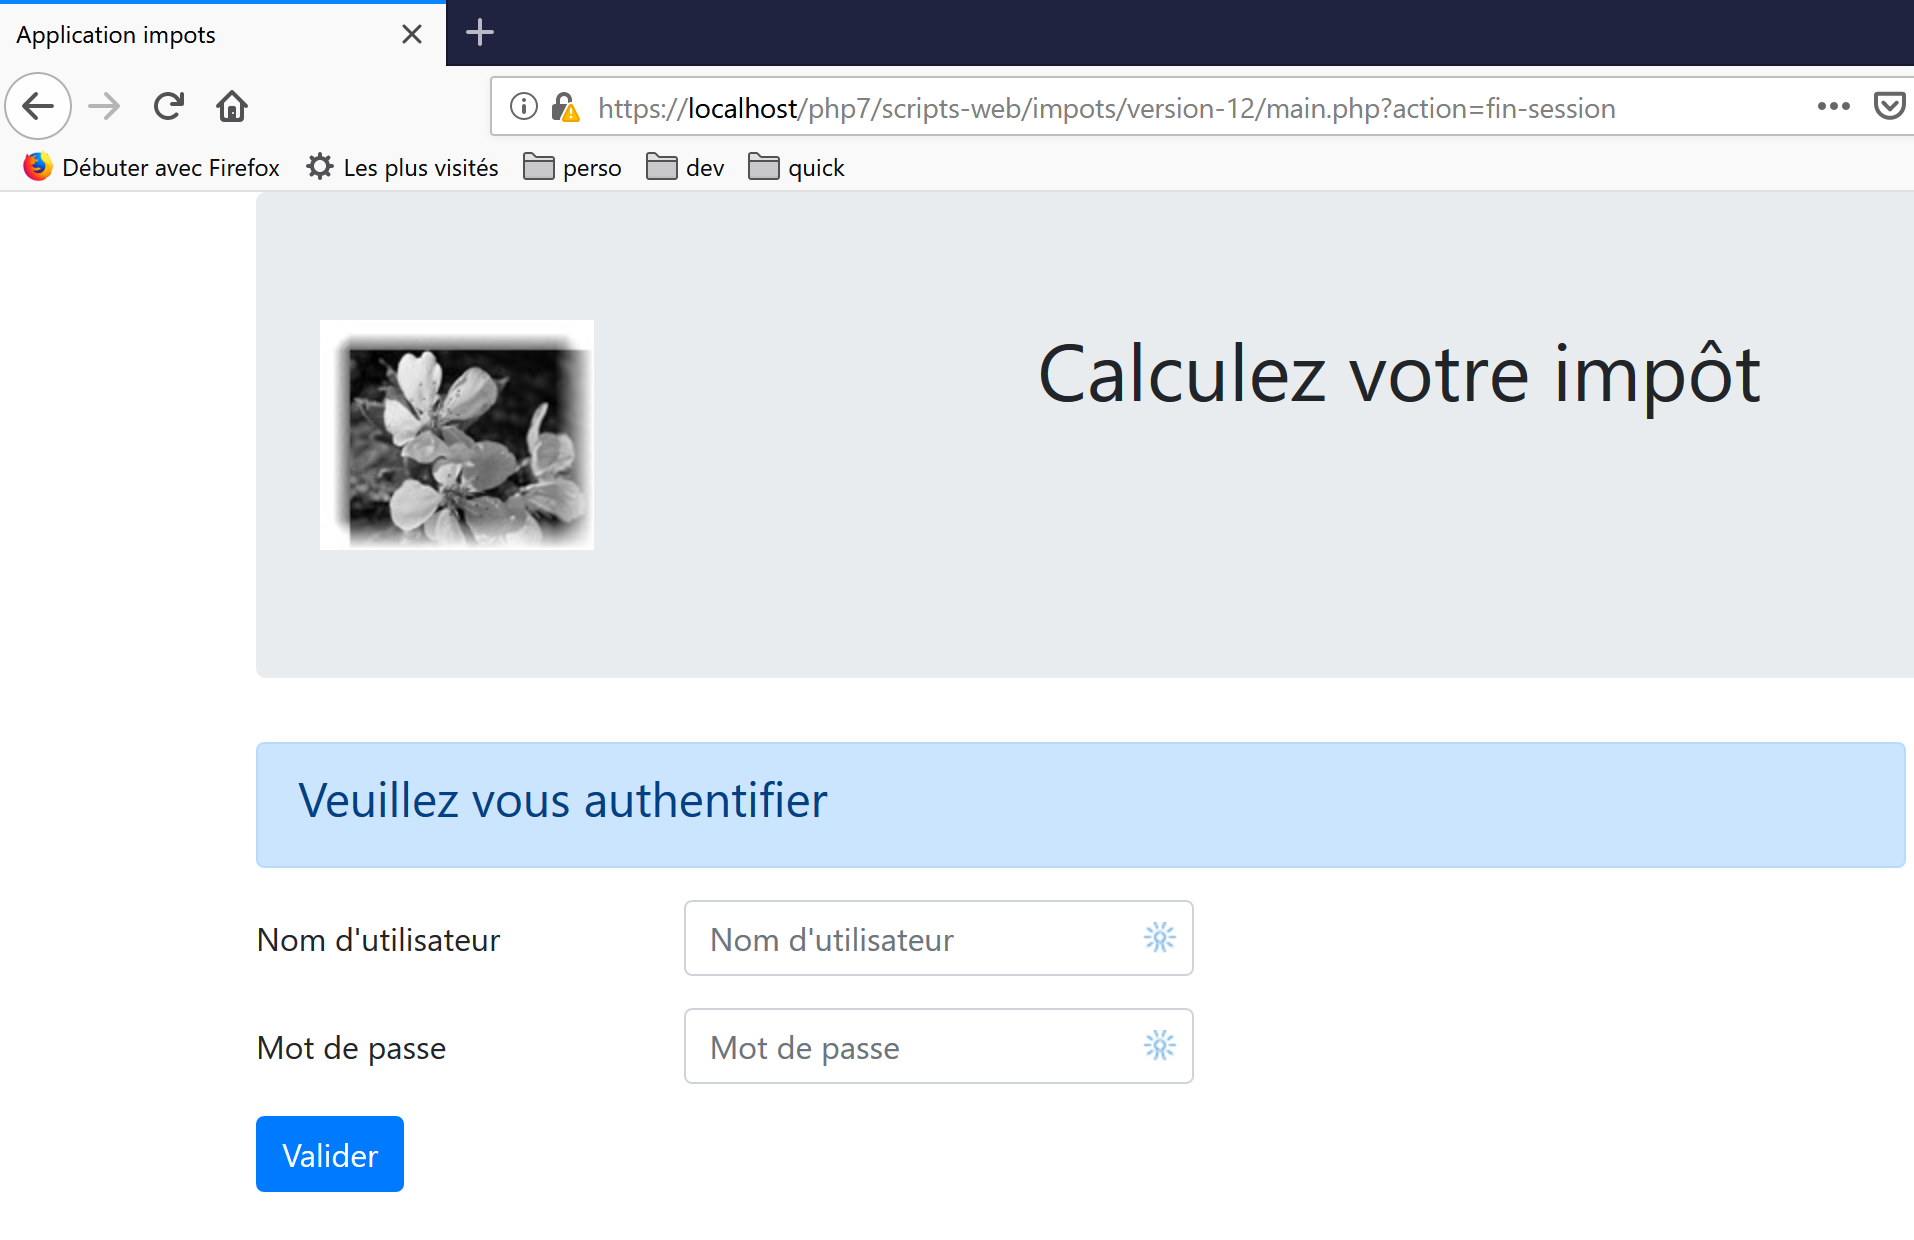 Application impots
https://localhost/php7/scripts-web/impots/version-12/main.php?action=fin-session
Débuter avec Firefox Les plus visités perso dev quick
Calculez votre impôt
Veuillez vous authentifier
Nom d'utilisateur Nom d'utilisateur
Mot de passe Mot de passe
Valider